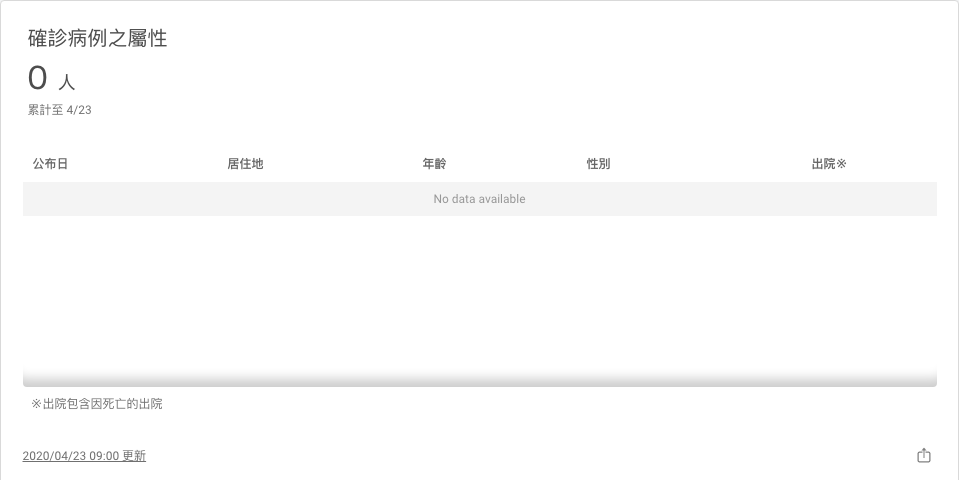 確診病例之屬性
0 人
累計至 4/23
公布日 居住地 年齡 性別 出院※
No data available
※出院包含因死亡的出院
2020/04/23 09:00 更新